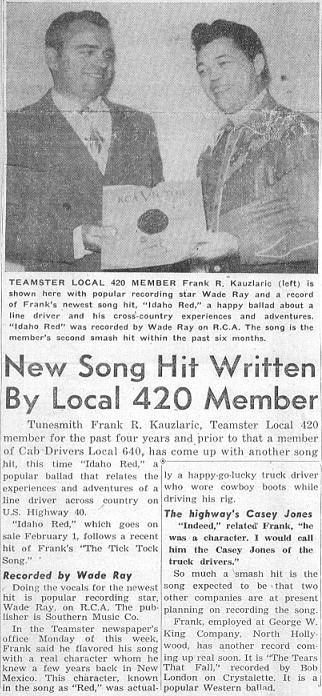 RCA VICTOR
TEAMSTER LOCAL 420 MEMBER Frank R. Kauzlaric (left) is
shown here with popular recording star Wade Ray and a record
of Frank's newest song hit, "Idaho Red," a happy ballad about a
line driver and his cross-country experiences and adventures.
"Idaho Red" was recorded by Wade Ray on R.C.A. The song is the
member's second smash hit within the past six months.
New Song Hit Written
By Local 420 Member
Tunesmith Frank R. Kauzlaric, Teamster Local 420
member for the past four years and prior to that a member
of Cab Drivers Local 640, has come up with another song
hit, this time "Idaho Red," a
popular ballad that relates the
experiences and adventures of a
line driver across country on
U.S. Highway 40.
"Idaho Red," which goes on
sale February 1, follows a recent
hit of Frank's "The Tick Tock
Song."
Recorded by Wade Ray
Doing the vocals for the newest
hit is popular recording star,
Wade Ray, on R.C.A. The pub-
lisher is Southern Music Co.
In the Teamster newspaper's
office Monday of this week,
Frank said he flavored his song
with a real character whom he
knew a few years back in New
Mexico. This character, known
in the song as "Red," was actual-
ly a happy-go-lucky truck driver
who wore cowboy boots while
driving his rig.
The highway's Casey Jones
"Indeed," related Frank, "he
was a character. I would call
him the Casey Jones of the
truck drivers."
So much a smash hit is the
song expected to be that two
other companies are at present
planning on recording the song.
Frank, employed at George W.
King Company, North Holly-
wood, has another record com-
ing up real soon. It is "The Tears
That Fall," recorded by Bob
London on Crystalette. It is a
popular Western ballad.